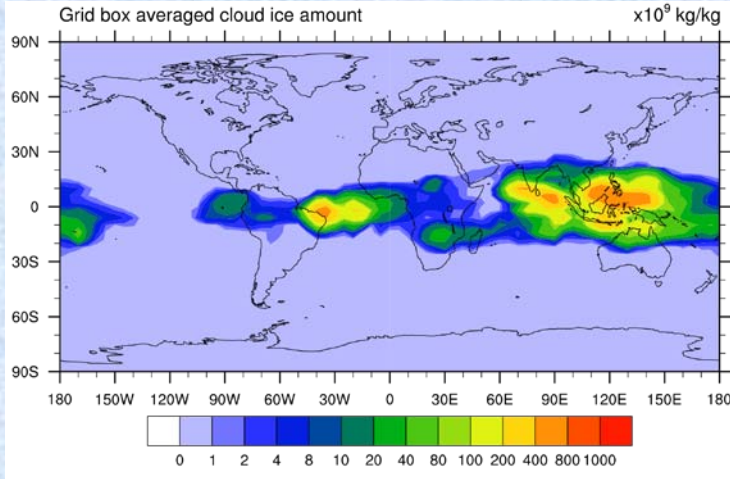 Grid box averaged cloud ice amount x10⁹ kg/kg
90N
60N
30N
0
30S
60S
90S
180 150W 120W 90W 60W 30W 0 30E 60E 90E 120E 150E 180
0 1 2 4 8 10 20 40 80 100 200 400 800 1000